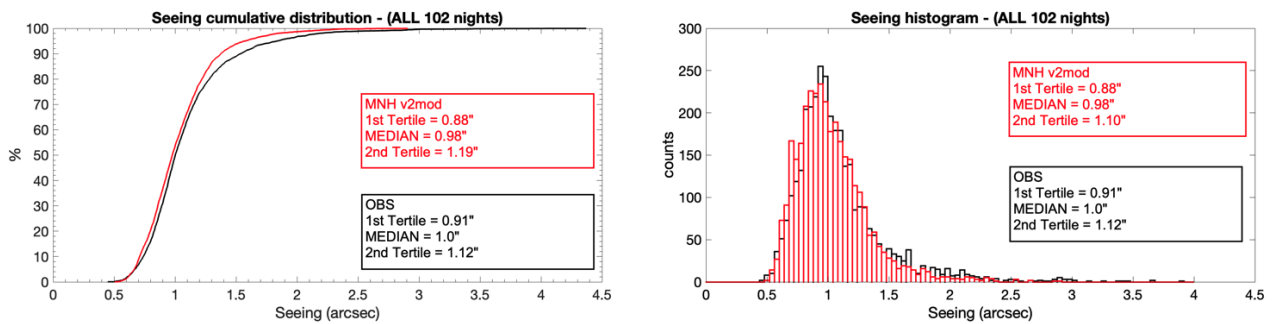 Seeing cumulative distribution - (ALL 102 nights)
100
90
80
70
60
50
40
30
20
10
0
%
MNH v2mod
1st Tertile = 0.88"
MEDIAN = 0.98"
2nd Tertile = 1.19"
OBS
1st Tertile = 0.91"
MEDIAN = 1.0"
2nd Tertile = 1.12"
0 0.5 1 1.5 2 2.5 3 3.5 4 4.5
Seeing (arcsec)
Seeing histogram - (ALL 102 nights)
300
250
200
150
100
50
0
counts
MNH v2mod
1st Tertile = 0.88"
MEDIAN = 0.98"
2nd Tertile = 1.10"
OBS
1st Tertile = 0.91"
MEDIAN = 1.0"
2nd Tertile = 1.12"
0 0.5 1 1.5 2 2.5 3 3.5 4 4.5
Seeing (arcsec)